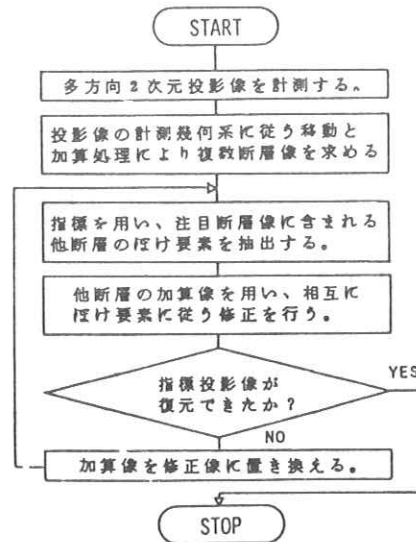 START
多方向2次元投影像を計測する。
投影像の計測幾何系に従う移動と
加算処理により複数断層像を求める
指標を用い、注目断層像に含まれる
他断層のぼけ要素を抽出する。
他断層の加算像を用い、相互に
ぼけ要素に従う修正を行う。
指標投影像が
復元できたか?
YES
NO
加算像を修正像に置き換える。
STOP